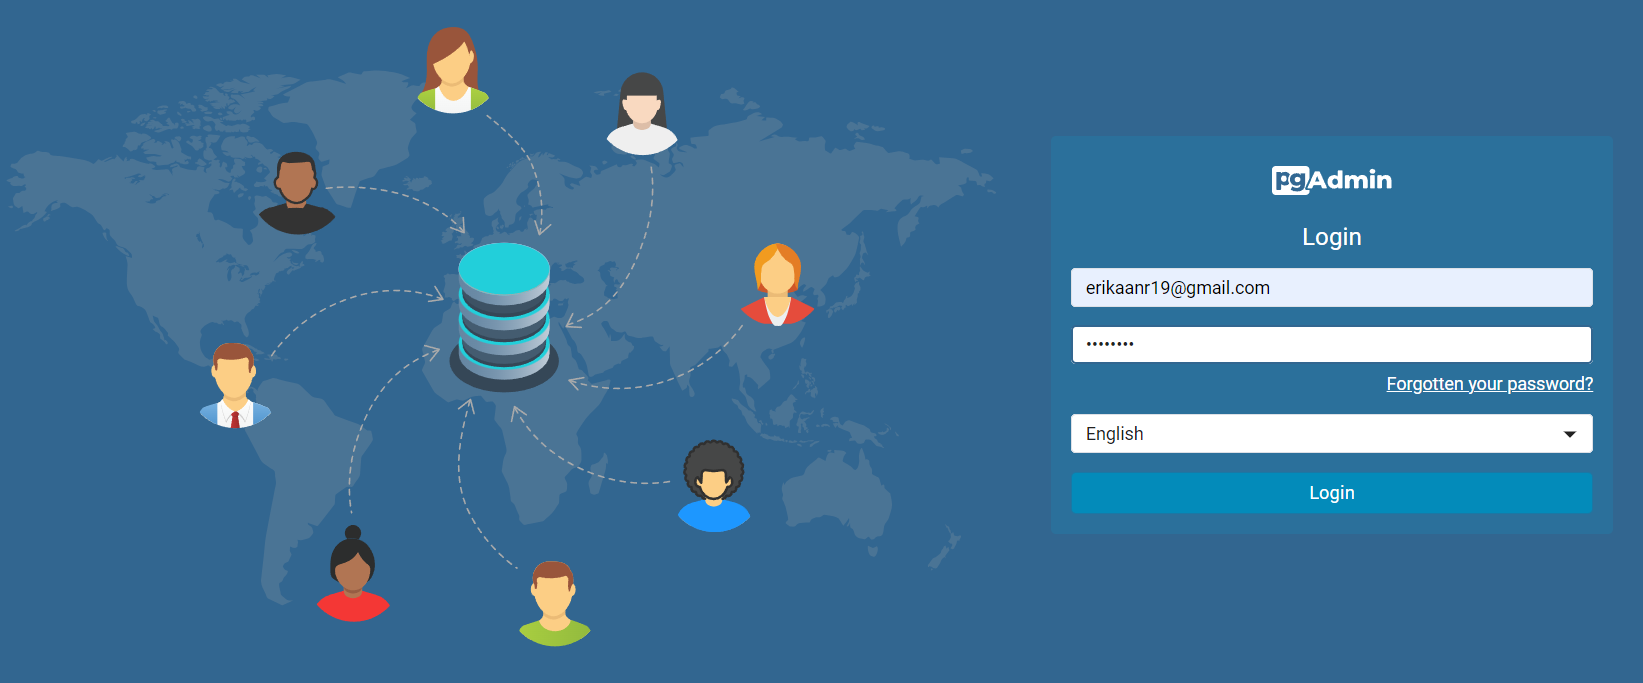 pgAdmin
Login
erikaanr19@gmail.com
••••••••
Forgotten your password?
English
Login